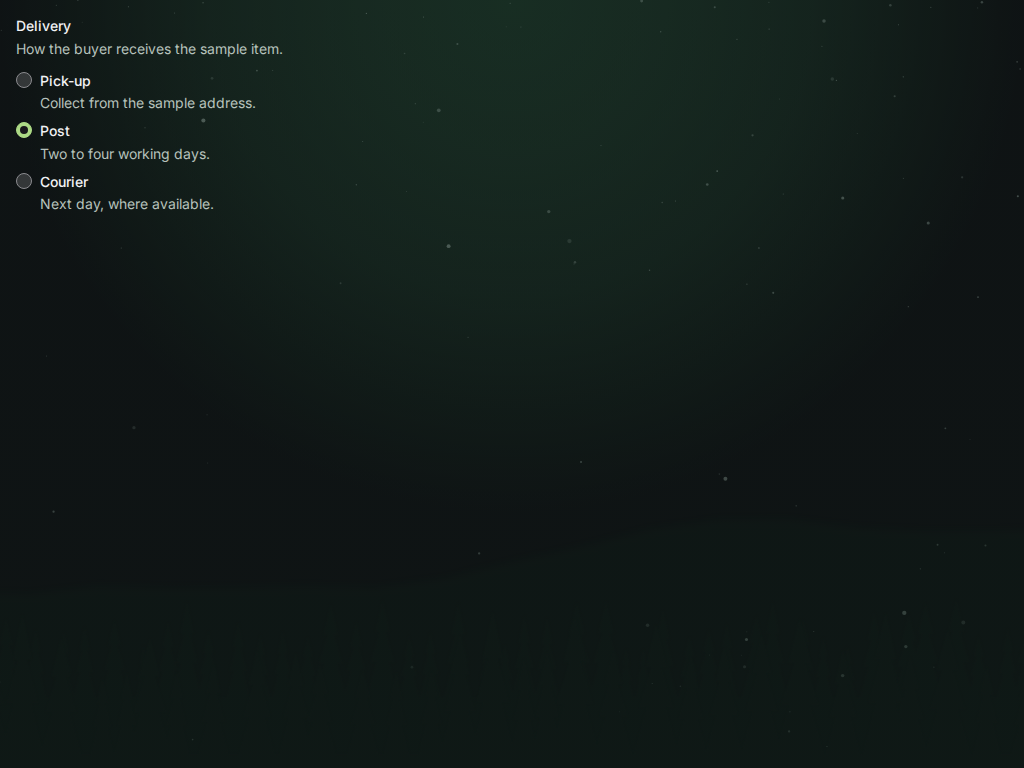 Delivery
How the buyer receives the sample item.
Pick-up
Collect from the sample address.
Post
Two to four working days.
Courier
Next day, where available.